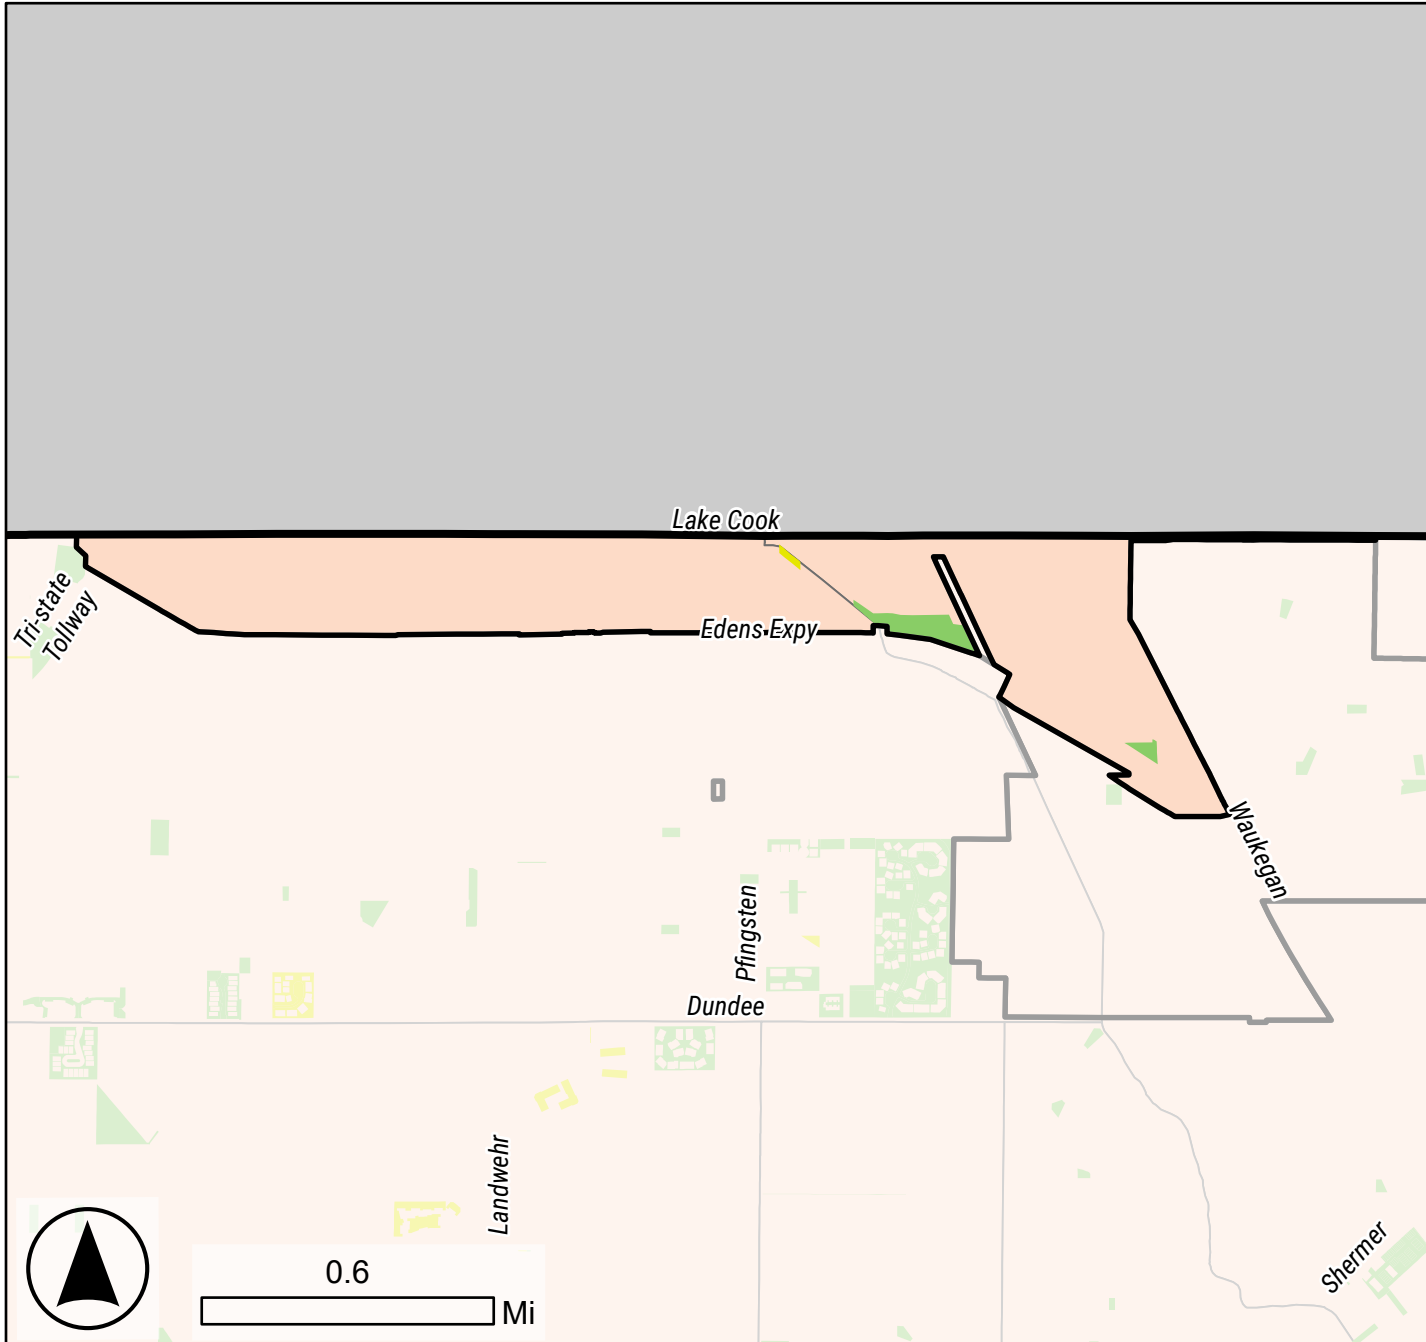 Lake Cook
Tri-state
Tollway
Edens Expy
Waukegan
Pfingsten
Dundee
Landwehr
Shermer
0.6
Mi